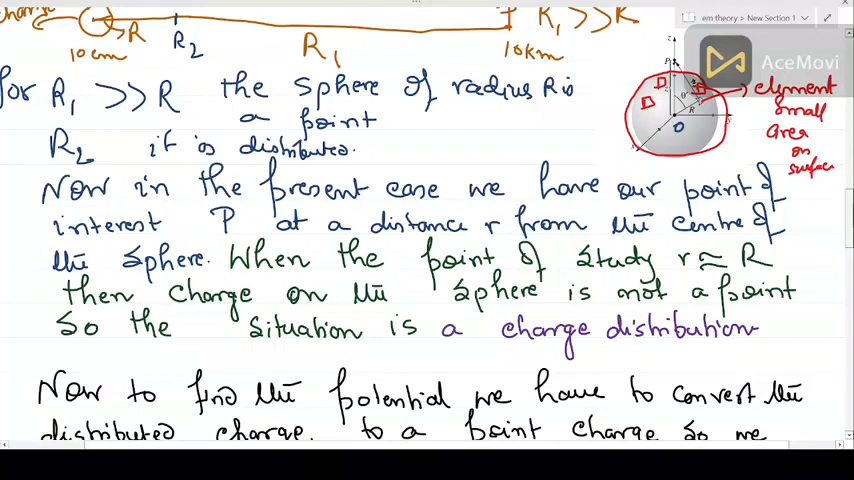 charge R R₁ >> R
10cm R₂ R₁ 10km
em theory > New Section 1
AceMovi
for R₁ >> R the sphere of radius R is
a point
R₂ if it is distributed.
element
small
area
on
surface
Now in the present case we have our point of
interest P at a distance r from the centre of
the sphere. When the point of study r ≈ R
then charge on the sphere is not a point
So the situation is a charge distribution
Now to find the potential we have to convert the
distributed charge. to a point charge so we